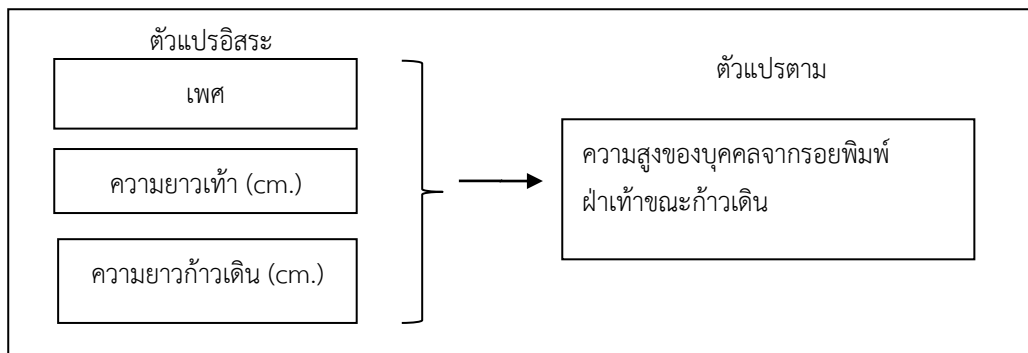 ตัวแปรอิสระ
เพศ
ความยาวเท้า (cm.)
ความยาวก้าวเดิน (cm.)
ตัวแปรตาม
ความสูงของบุคคลจากรอยพิมพ์
ฝ่าเท้าขณะก้าวเดิน